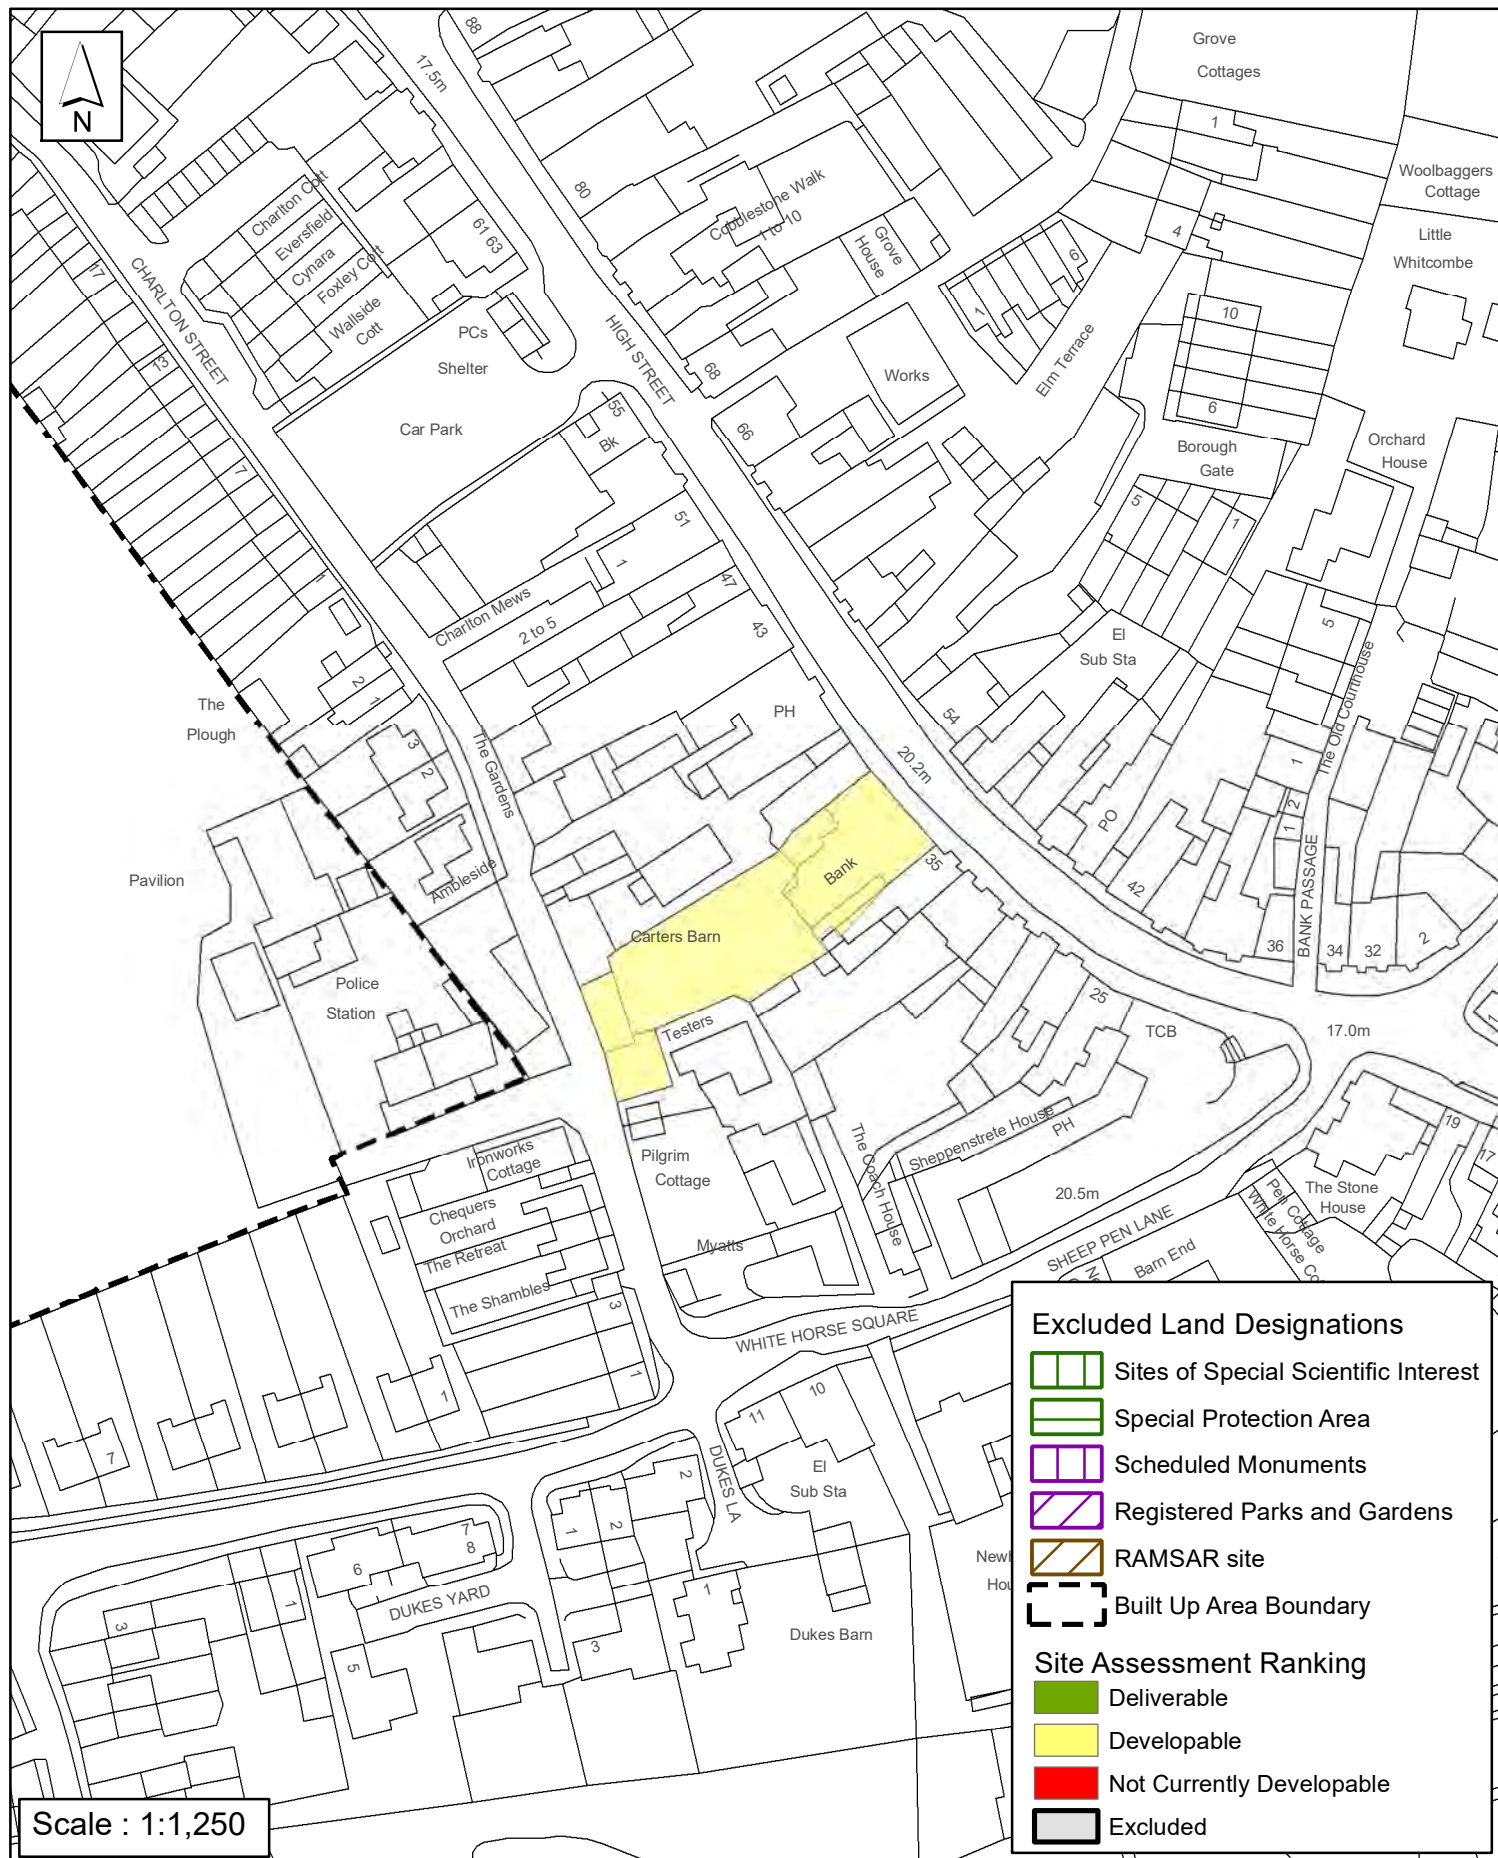 N
88
17.5m
Grove
Cottages
1
Woolbaggers
Cottage
Little
Whitcombe
80
Cobblestone Walk
1 to 10
Grove
House
4
6
1
Charlton Cott
Eversfield
Cynara
Foxley Cott
Wallside
Cott
61 63
17
CHARLTON STREET
PCs
Shelter
HIGH STREET
68
Works
Elm Terrace
10
6
13
Car Park
55
Bk
66
Borough
Gate
Orchard
House
7
51
5
1
1
Charlton Mews
2 to 5
1
47
43
El
Sub Sta
5
The Old Courthouse
2
1
The
Plough
PH
54
3
2
The Gardens
20.2m
1
2
1
PO
Pavilion
Ambleside
Bank
35
42
BANK PASSAGE
Carters Barn
36
34
32
2
Police
Station
25
TCB
17.0m
1
Testers
Ironworks
Cottage
Pilgrim
Cottage
The Coach House
Sheppenstrete House
PH
19
17
20.5m
Pen Cottage
White Horse Co
The Stone
House
Chequers
Orchard
The Retreat
Myatts
SHEEP PEN LANE
Barn End
Ne
The Shambles
3
1
WHITE HORSE SQUARE
1
7
11
10
El
Sub Sta
DUKES LA
2
1
2
7
8
6
1
DUKES YARD
3
5
3
1
Dukes Barn
Newh
Hou
Excluded Land Designations
Sites of Special Scientific Interest
Special Protection Area
Scheduled Monuments
Registered Parks and Gardens
RAMSAR site
Built Up Area Boundary
Site Assessment Ranking
Deliverable
Developable
Not Currently Developable
Excluded
Scale : 1:1,250